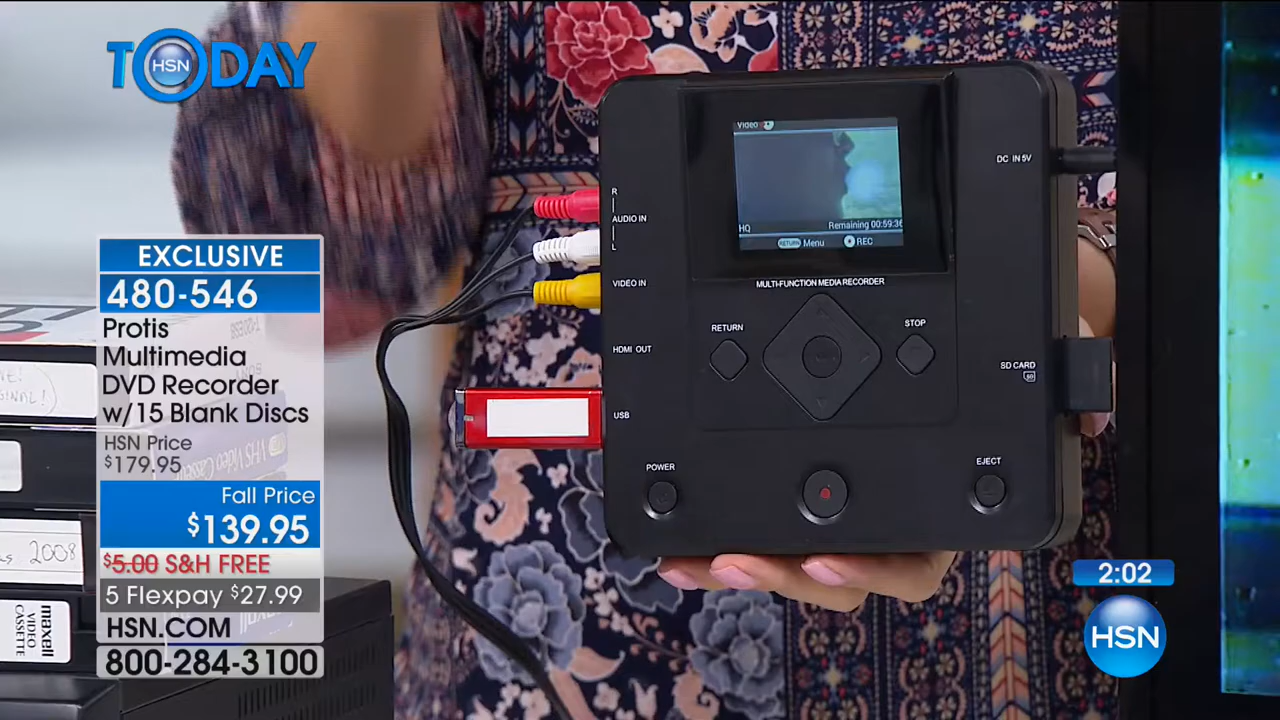 TODAY
HSN
EXCLUSIVE
480-546
Protis
Multimedia
DVD Recorder
w/15 Blank Discs
HSN Price
$179.95
Fall Price
$139.95
$5.00 S&H FREE
5 Flexpay $27.99
HSN.COM
800-284-3100
Video
HQ
Remaining 00:59:36
RETURN Menu
REC
MULTI-FUNCTION MEDIA RECORDER
R
AUDIO IN
L
VIDEO IN
HDMI OUT
USB
DC IN 5V
SD CARD
RETURN
STOP
POWER
EJECT
2008
maxell
VIDEO
CASSETTE
VHS Video Cassette
2:02
HSN